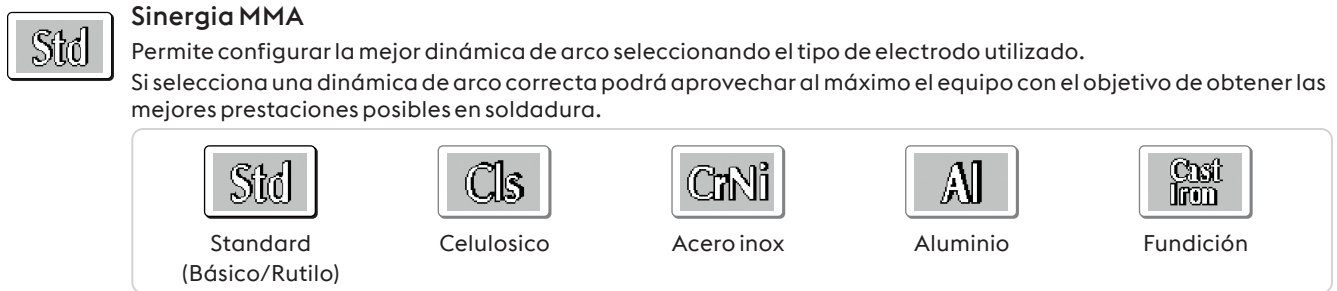 Std
Sinergia MMA
Permite configurar la mejor dinámica de arco seleccionando el tipo de electrodo utilizado.
Si selecciona una dinámica de arco correcta podrá aprovechar al máximo el equipo con el objetivo de obtener las
mejores prestaciones posibles en soldadura.
Std
Cls
CrNi
Al
Cast
Iron
Standard
(Básico/Rutilo)
Celulosico
Acero inox
Aluminio
Fundición